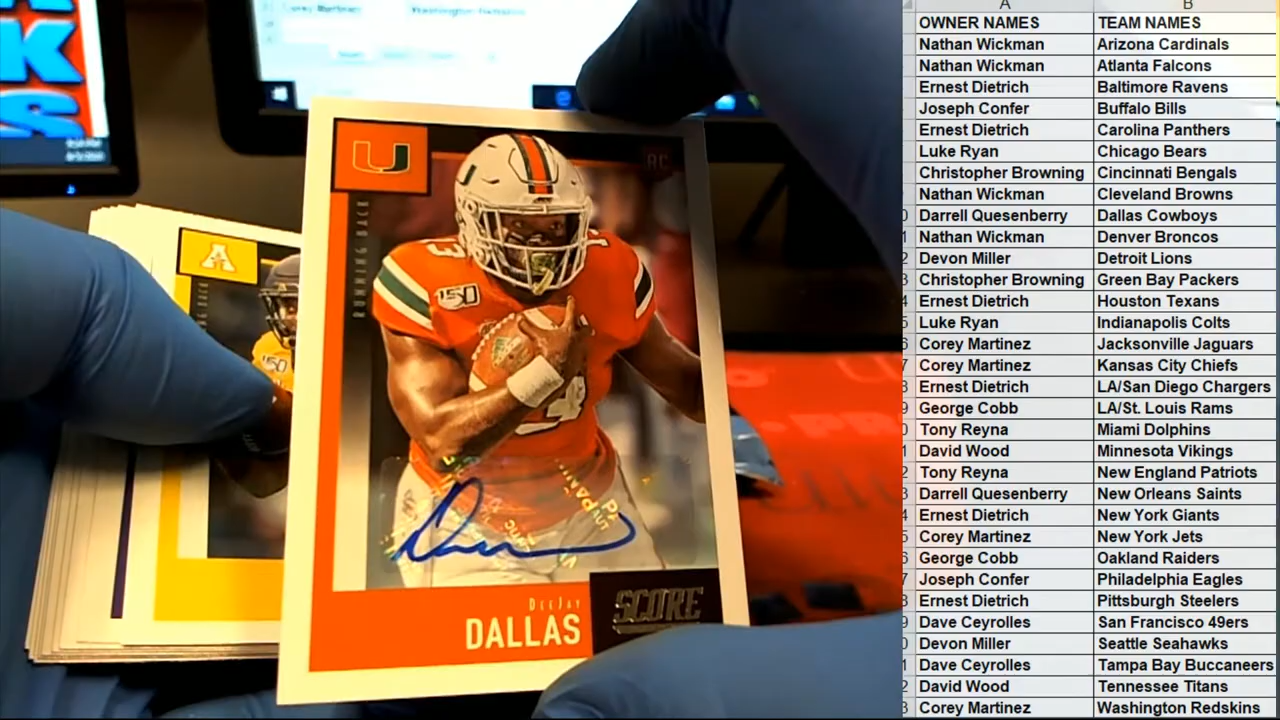 U
RC
RUNNING BACK
150
13
A
150
DEEJAY
DALLAS
SCORE
A B
OWNER NAMES TEAM NAMES
Nathan Wickman Arizona Cardinals
Nathan Wickman Atlanta Falcons
Ernest Dietrich Baltimore Ravens
Joseph Confer Buffalo Bills
Ernest Dietrich Carolina Panthers
Luke Ryan Chicago Bears
Christopher Browning Cincinnati Bengals
Nathan Wickman Cleveland Browns
Darrell Quesenberry Dallas Cowboys
Nathan Wickman Denver Broncos
Devon Miller Detroit Lions
Christopher Browning Green Bay Packers
Ernest Dietrich Houston Texans
Luke Ryan Indianapolis Colts
Corey Martinez Jacksonville Jaguars
Corey Martinez Kansas City Chiefs
Ernest Dietrich LA/San Diego Chargers
George Cobb LA/St. Louis Rams
Tony Reyna Miami Dolphins
David Wood Minnesota Vikings
Tony Reyna New England Patriots
Darrell Quesenberry New Orleans Saints
Ernest Dietrich New York Giants
Corey Martinez New York Jets
George Cobb Oakland Raiders
Joseph Confer Philadelphia Eagles
Ernest Dietrich Pittsburgh Steelers
Dave Ceyrolles San Francisco 49ers
Devon Miller Seattle Seahawks
Dave Ceyrolles Tampa Bay Buccaneers
David Wood Tennessee Titans
Corey Martinez Washington Redskins